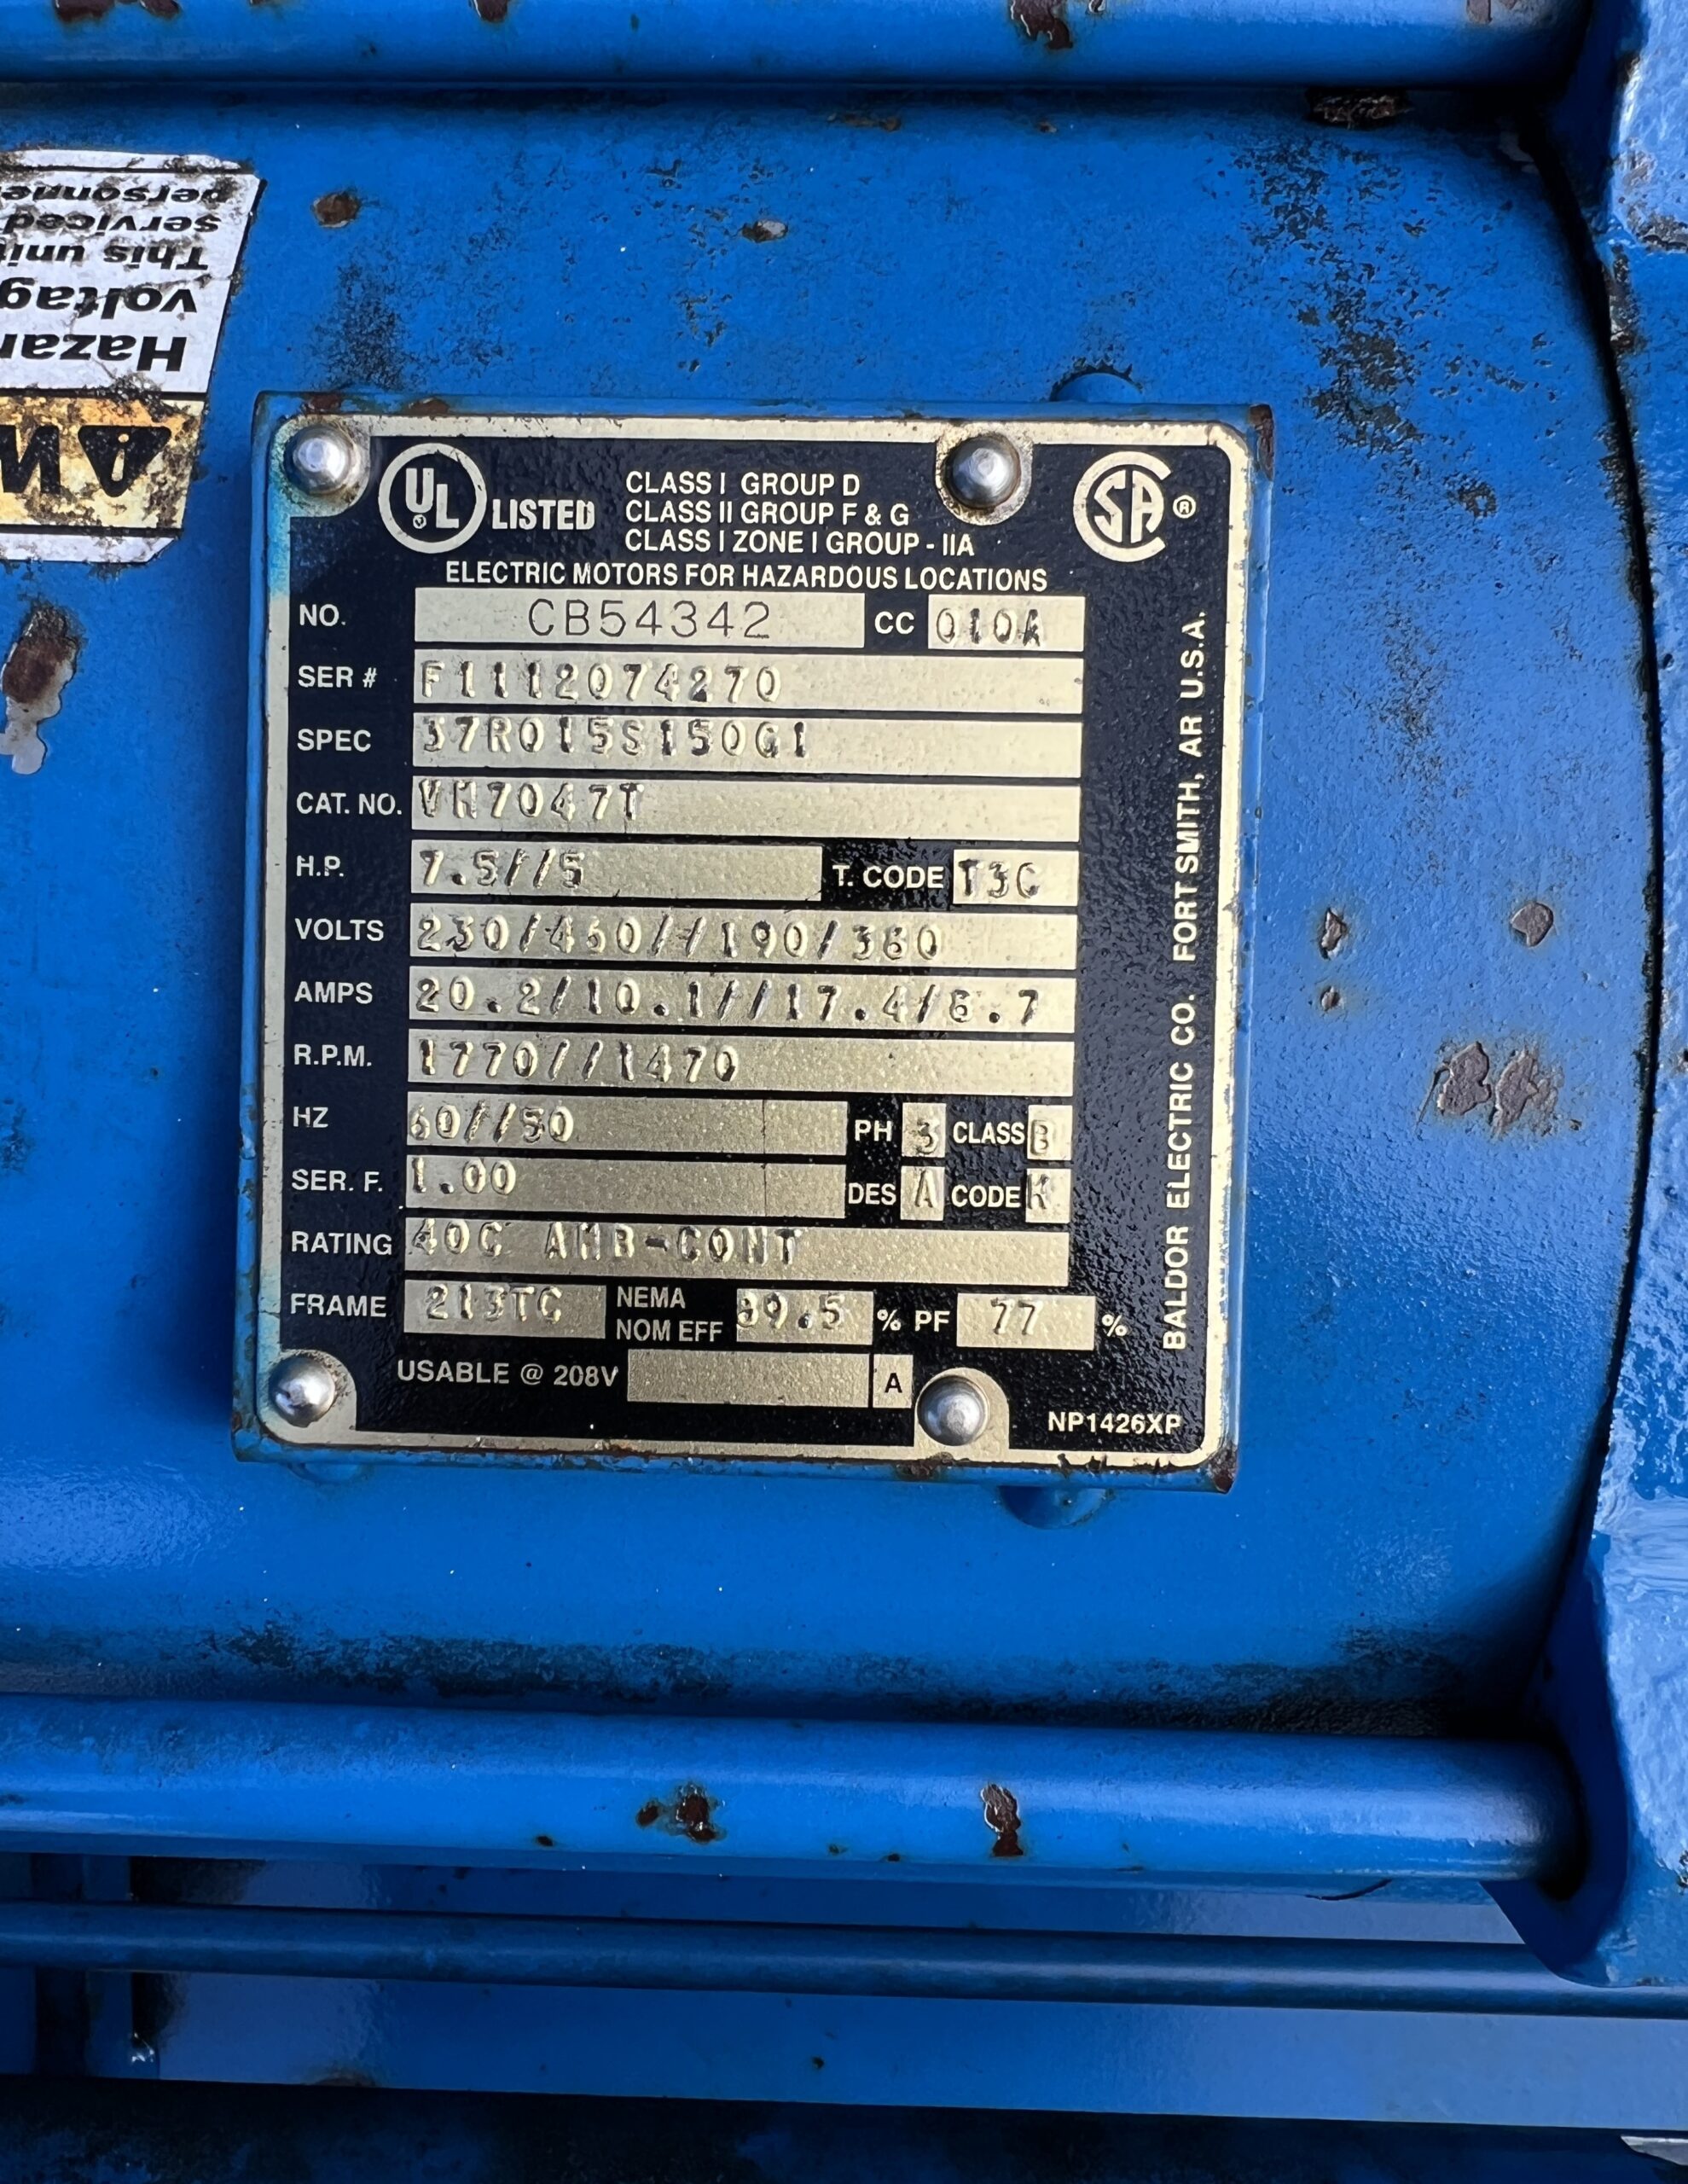 personne
serviced
This uni
voltag
Hazar
W
UL LISTED
CLASS I GROUP D
CLASS II GROUP F & G
CLASS I ZONE I GROUP - IIA
SA ®
ELECTRIC MOTORS FOR HAZARDOUS LOCATIONS
NO. CB54342 CC 010A
SER # F1112074270
SPEC 37R015S150G1
CAT. NO. VM7047T
H.P. 7.5//5 T. CODE T3C
VOLTS 230/460//190/380
AMPS 20.2/10.1//17.4/8.7
R.P.M. 1770//1470
HZ 60//50 PH 3 CLASS B
SER. F. 1.00 DES A CODE K
RATING 40C AMB-CONT
FRAME 213TC NEMA NOM EFF 89.5 % PF 77 %
USABLE @ 208V A
NP1426XP
BALDOR ELECTRIC CO. FORT SMITH, AR U.S.A.